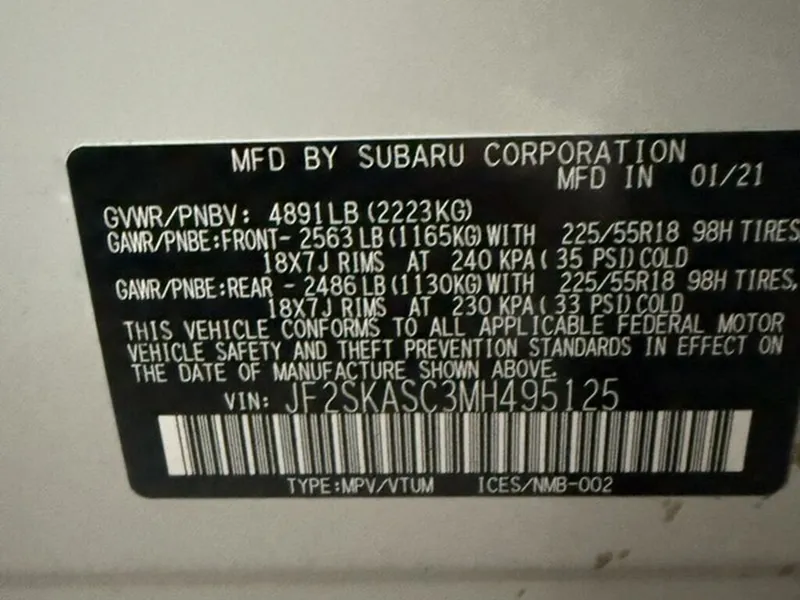 MFD BY SUBARU CORPORATION
MFD IN 01/21
GVWR/PNBV: 4891LB (2223KG)
GAWR/PNBE:FRONT- 2563LB (1165KG) WITH 225/55R18 98H TIRES
18X7J RIMS AT 240 KPA( 35 PSI)COLD
GAWR/PNBE:REAR - 2486LB (1130KG) WITH 225/55R18 98H TIRES,
18X7J RIMS AT 230 KPA( 33 PSI)COLD
THIS VEHICLE CONFORMS TO ALL APPLICABLE FEDERAL MOTOR
VEHICLE SAFETY AND THEFT PREVENTION STANDARDS IN EFFECT ON
THE DATE OF MANUFACTURE SHOWN ABOVE.
VIN: JF2SKASC3MH495125
TYPE:MPV/VTUM ICES/NMB-002